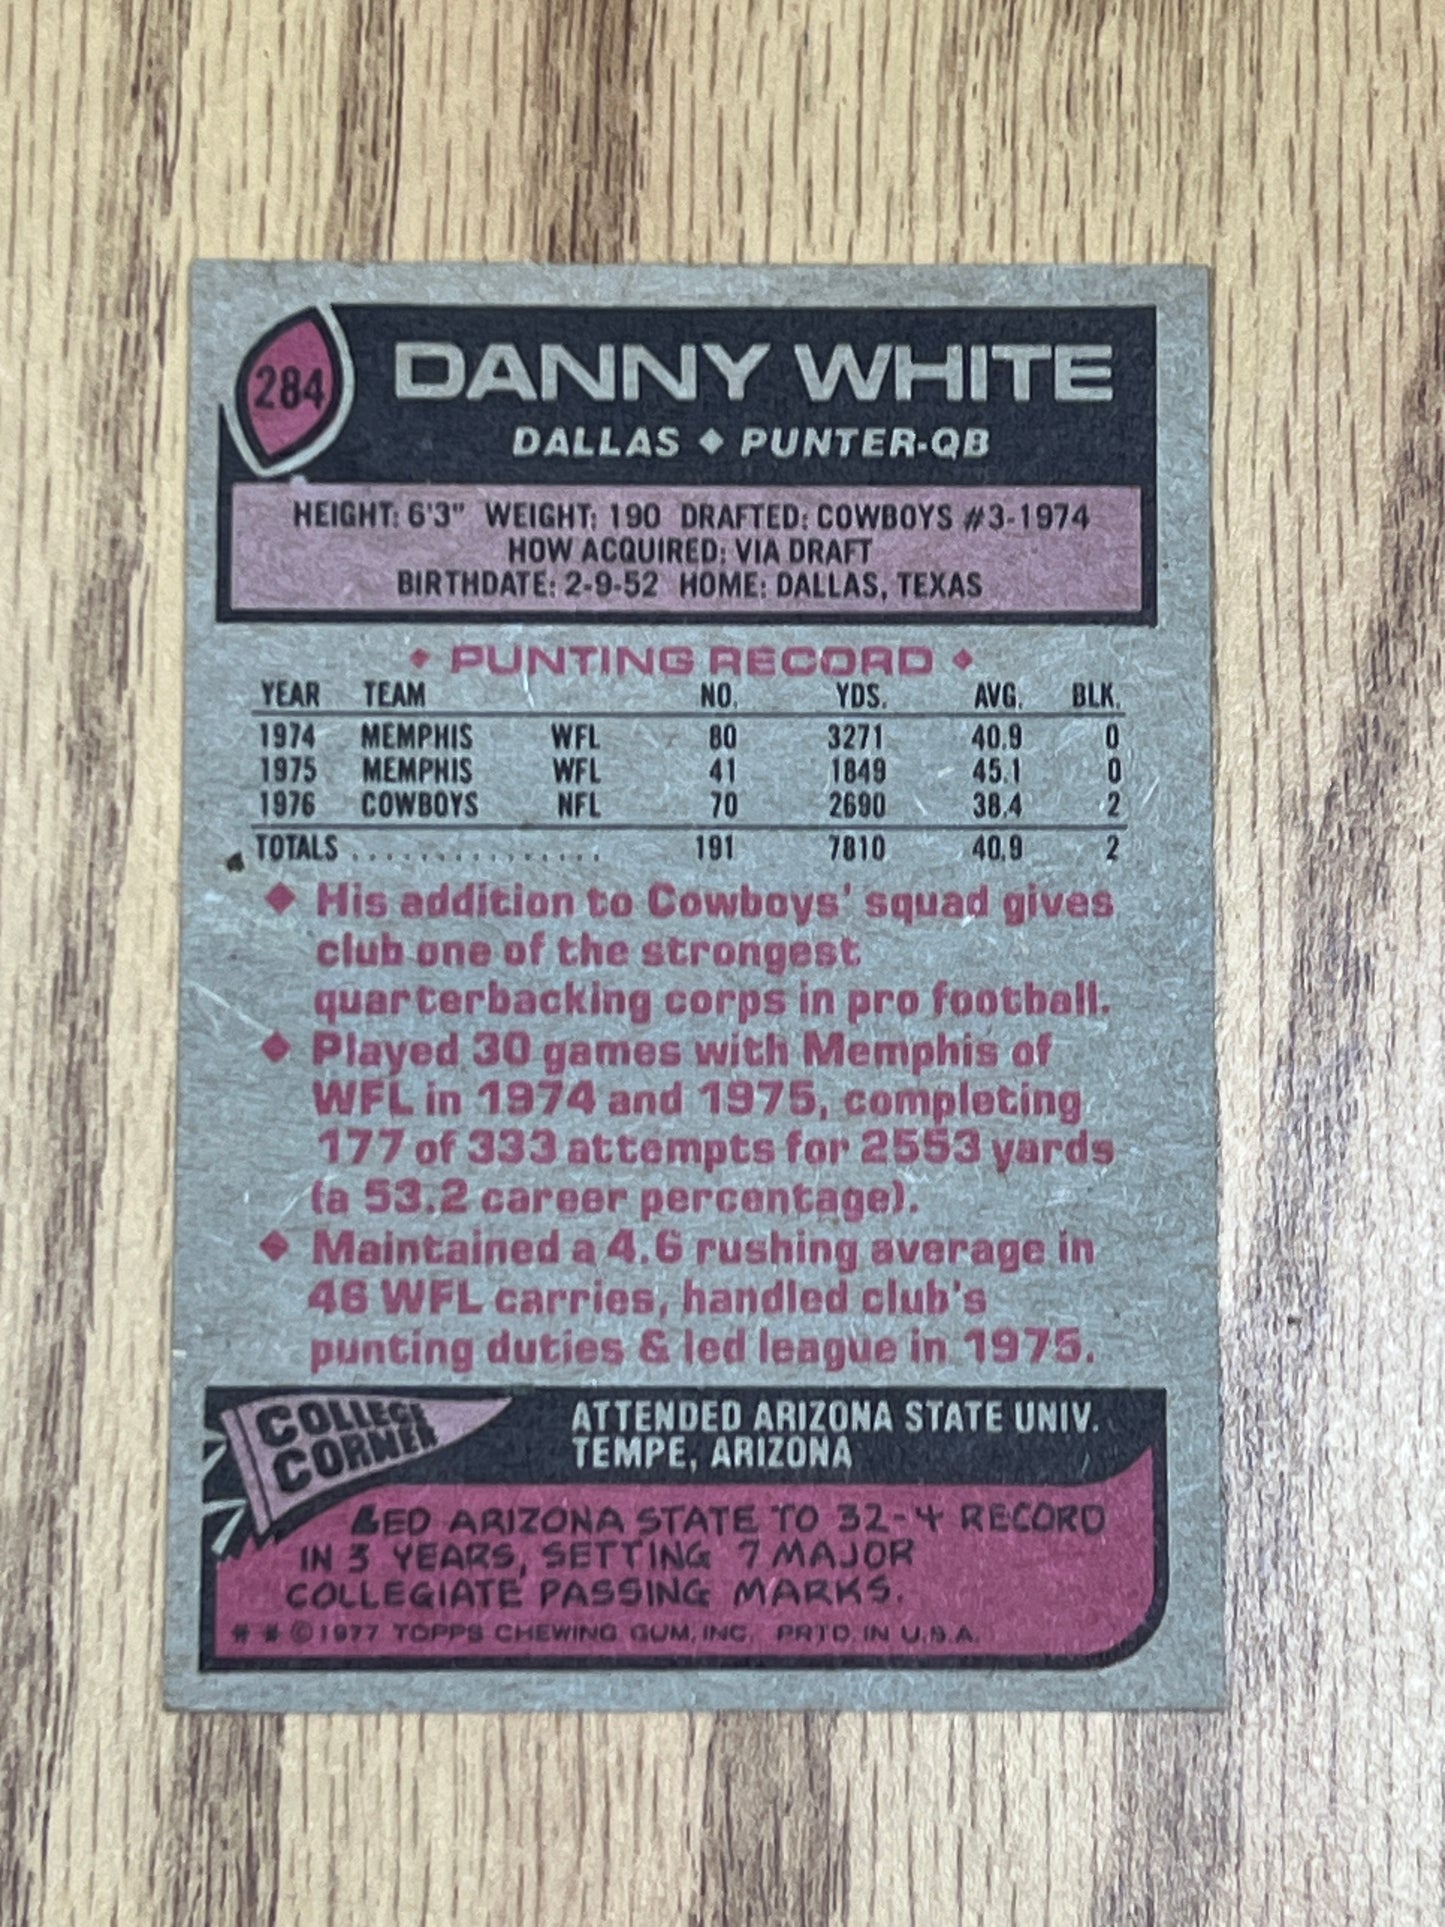 284
DANNY WHITE
DALLAS ◆ PUNTER-QB
HEIGHT: 6'3" WEIGHT: 190 DRAFTED: COWBOYS #3-1974
HOW ACQUIRED: VIA DRAFT
BIRTHDATE: 2-9-52 HOME: DALLAS, TEXAS
◆ PUNTING RECORD ◆
YEAR TEAM NO. YDS. AVG. BLK.
1974 MEMPHIS WFL 80 3271 40.9 0
1975 MEMPHIS WFL 41 1849 45.1 0
1976 COWBOYS NFL 70 2690 38.4 2
TOTALS ................ 191 7810 40.9 2
◆ His addition to Cowboys' squad gives
club one of the strongest
quarterbacking corps in pro football.
◆ Played 30 games with Memphis of
WFL in 1974 and 1975, completing
177 of 333 attempts for 2553 yards
(a 53.2 career percentage).
◆ Maintained a 4.6 rushing average in
46 WFL carries, handled club's
punting duties & led league in 1975.
COLLEGE
CORNER
ATTENDED ARIZONA STATE UNIV.
TEMPE, ARIZONA
LED ARIZONA STATE TO 32-4 RECORD
IN 3 YEARS, SETTING 7 MAJOR
COLLEGIATE PASSING MARKS.
* * © 1977 TOPPS CHEWING GUM, INC. PRTD. IN U.S.A.